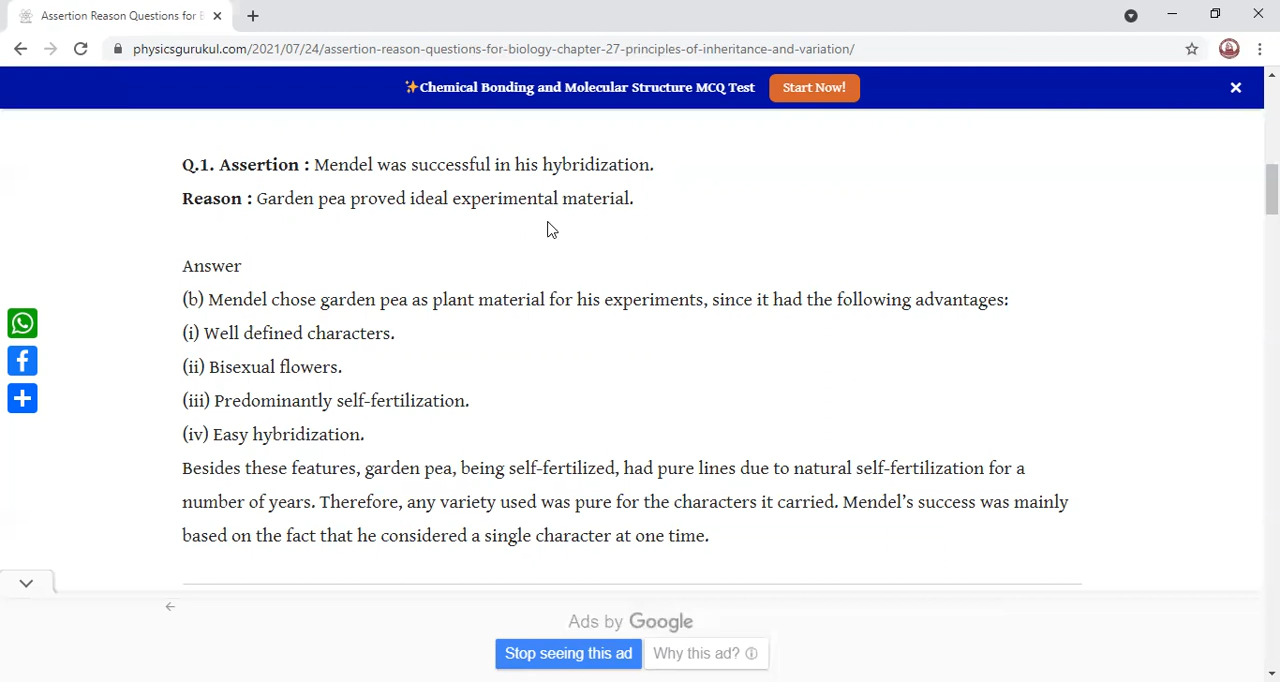 Assertion Reason Questions for B
physicsgurukul.com/2021/07/24/assertion-reason-questions-for-biology-chapter-27-principles-of-inheritance-and-variation/
✨Chemical Bonding and Molecular Structure MCQ Test Start Now!
Q.1. Assertion : Mendel was successful in his hybridization.
Reason : Garden pea proved ideal experimental material.
Answer
(b) Mendel chose garden pea as plant material for his experiments, since it had the following advantages:
(i) Well defined characters.
(ii) Bisexual flowers.
(iii) Predominantly self-fertilization.
(iv) Easy hybridization.
Besides these features, garden pea, being self-fertilized, had pure lines due to natural self-fertilization for a
number of years. Therefore, any variety used was pure for the characters it carried. Mendel’s success was mainly
based on the fact that he considered a single character at one time.
Ads by Google
Stop seeing this ad Why this ad?